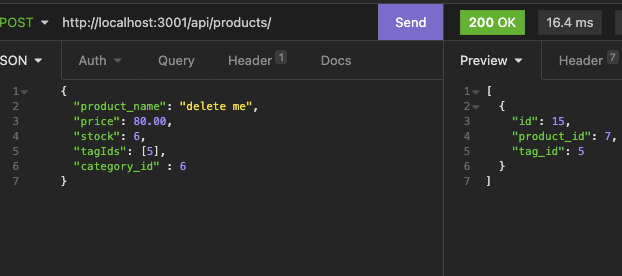 POST http://localhost:3001/api/products/ Send 200 OK 16.4 ms
SON Auth Query Header 1 Docs Preview Header 7
1 {
2 "product_name": "delete me",
3 "price": 80.00,
4 "stock": 6,
5 "tagIds": [5],
6 "category_id" : 6
7 }
1 [
2 {
3 "id": 15,
4 "product_id": 7,
5 "tag_id": 5
6 }
7 ]